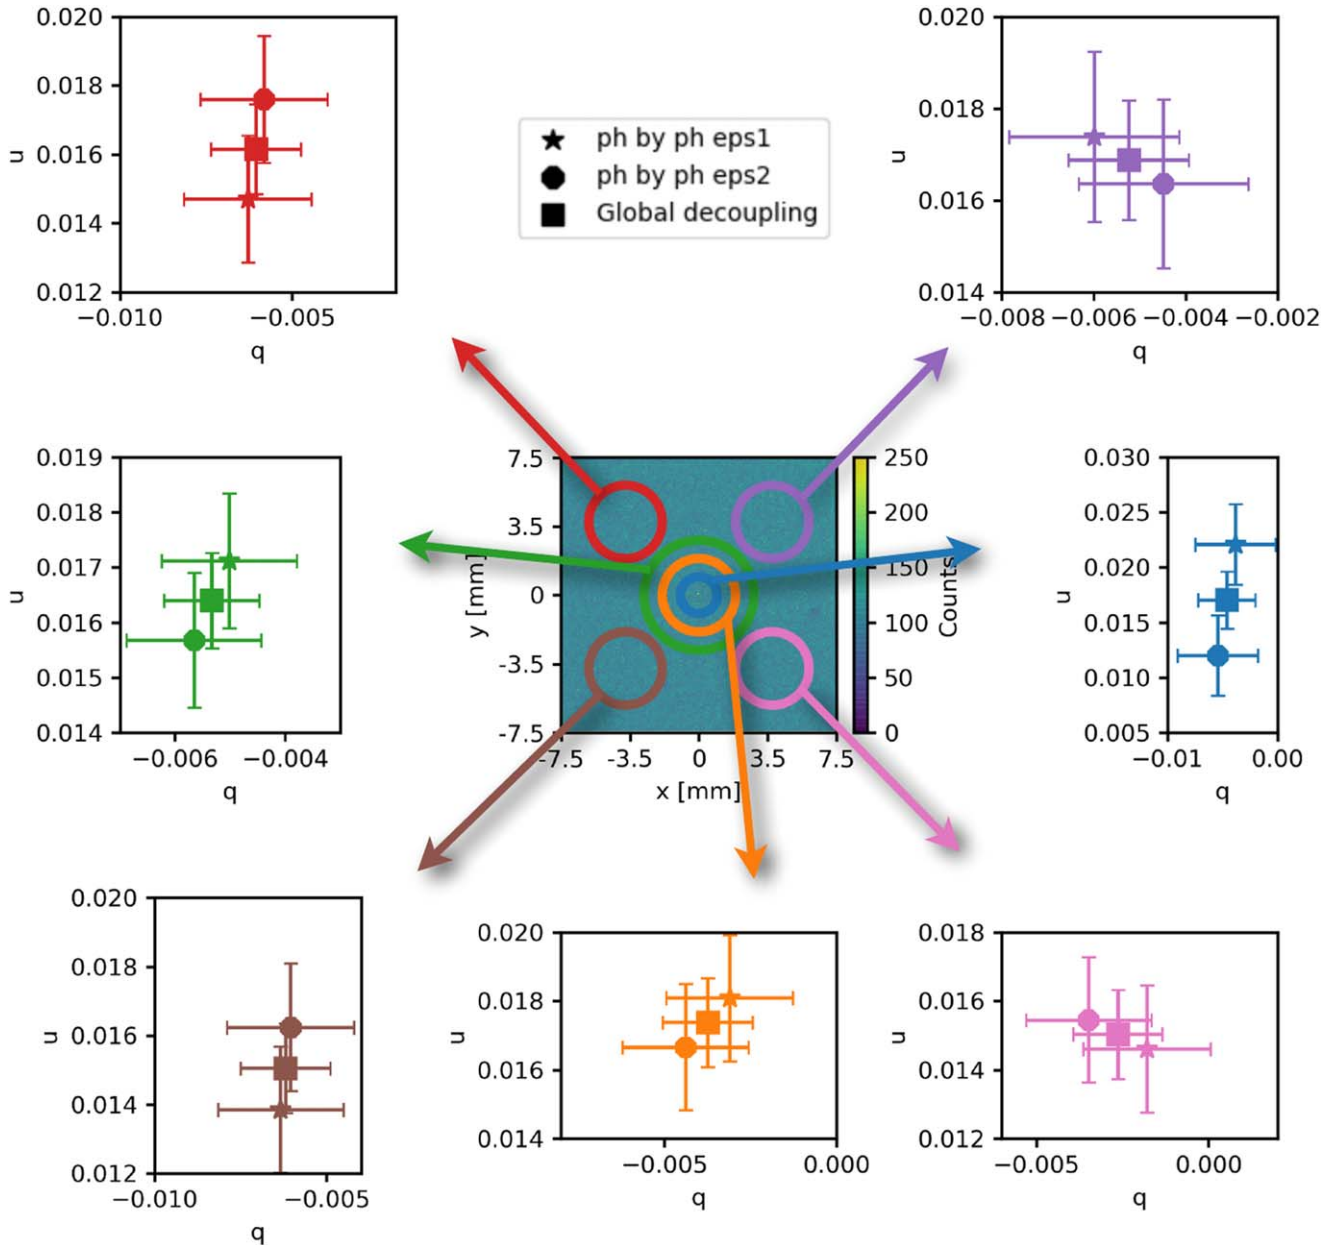 0.020
0.018
0.016
0.014
0.012
u
−0.010
−0.005
q
ph by ph eps1
ph by ph eps2
Global decoupling
0.020
0.018
0.016
0.014
u
−0.008 −0.006 −0.004 −0.002
q
0.019
0.018
0.017
0.016
0.015
0.014
u
−0.006
−0.004
q
7.5
3.5
0
-3.5
-7.5
y [mm]
-7.5
-3.5
0
3.5
7.5
x [mm]
250
200
150
100
50
0
Counts
0.030
0.025
0.020
0.015
0.010
0.005
u
−0.01
0.00
q
0.020
0.018
0.016
0.014
0.012
u
−0.010
−0.005
q
0.020
0.018
0.016
0.014
u
−0.005
0.000
q
0.018
0.016
0.014
0.012
u
−0.005
0.000
q